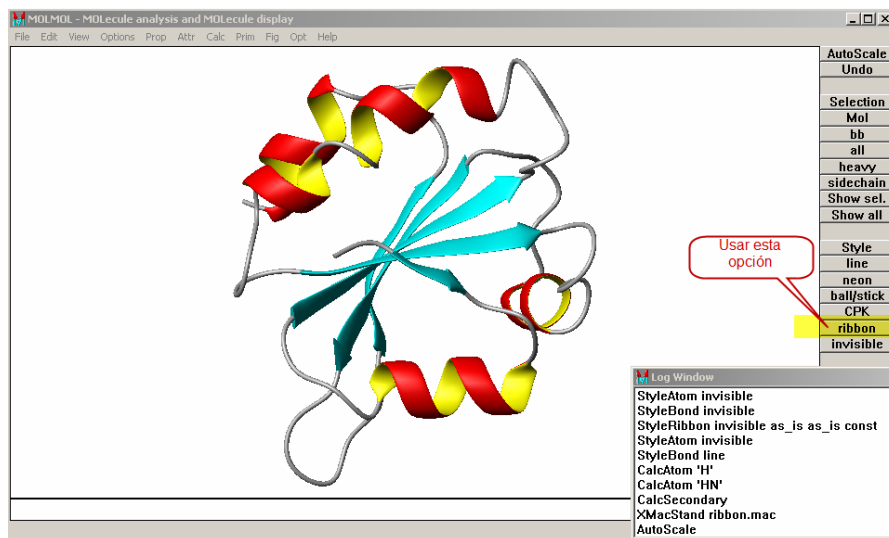 MOLMOL - MOLecule analysis and MOLecule display
File Edit View Options Prop Attr Calc Prim Fig Opt Help
AutoScale
Undo
Selection
Mol
bb
all
heavy
sidechain
Show sel.
Show all
Style
line
neon
ball/stick
CPK
ribbon
invisible
Usar esta
opción
Log Window
StyleAtom invisible
StyleBond invisible
StyleRibbon invisible as_is as_is const
StyleAtom invisible
StyleBond line
CalcAtom 'H'
CalcAtom 'HN'
CalcSecondary
XMacStand ribbon.mac
AutoScale